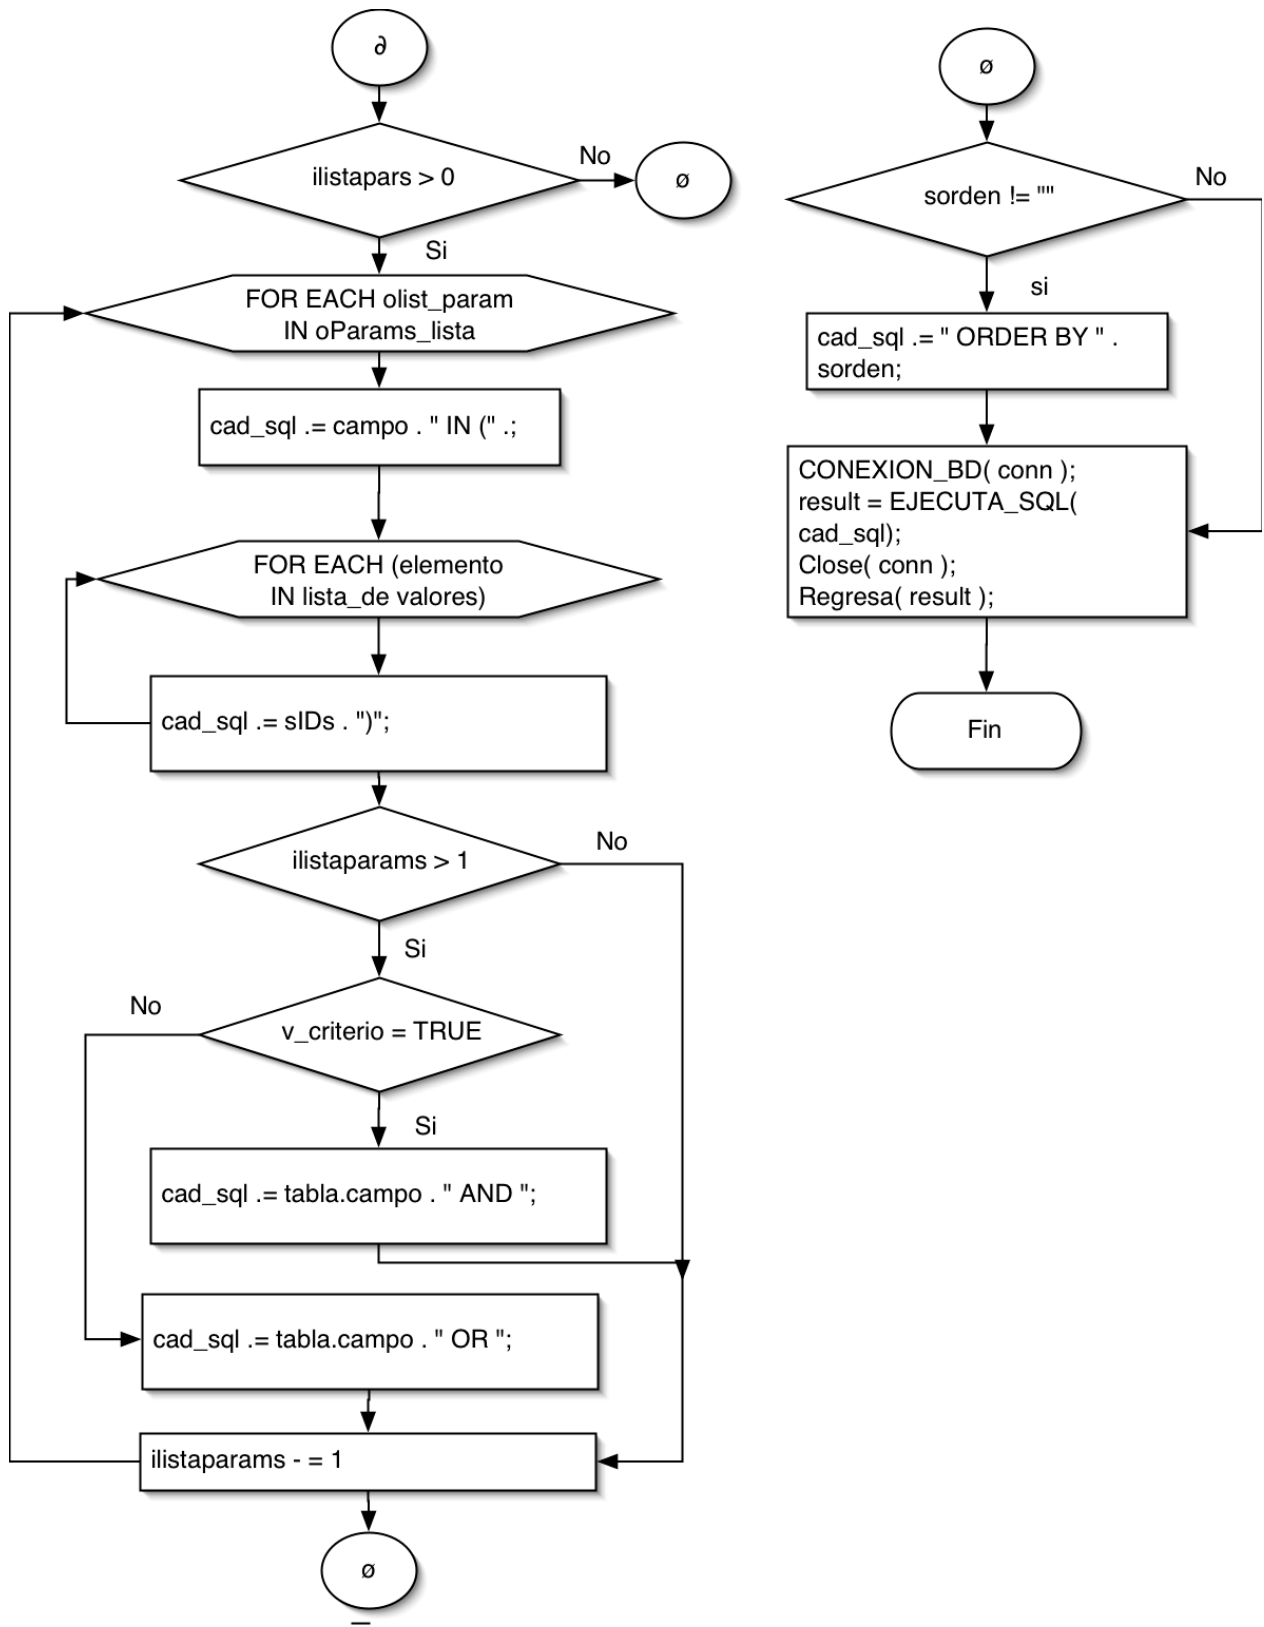 ∂
ilistapars > 0
No
ø
Si
FOR EACH olist_param
IN oParams_lista
cad_sql .= campo . " IN (" .;
FOR EACH (elemento
IN lista_de valores)
cad_sql .= sIDs . ")";
ilistaparams > 1
No
Si
v_criterio = TRUE
No
Si
cad_sql .= tabla.campo . " AND ";
cad_sql .= tabla.campo . " OR ";
ilistaparams - = 1
ø
ø
sorden != ""
No
si
cad_sql .= " ORDER BY " .
sorden;
CONEXION_BD( conn );
result = EJECUTA_SQL(
cad_sql);
Close( conn );
Regresa( result );
Fin